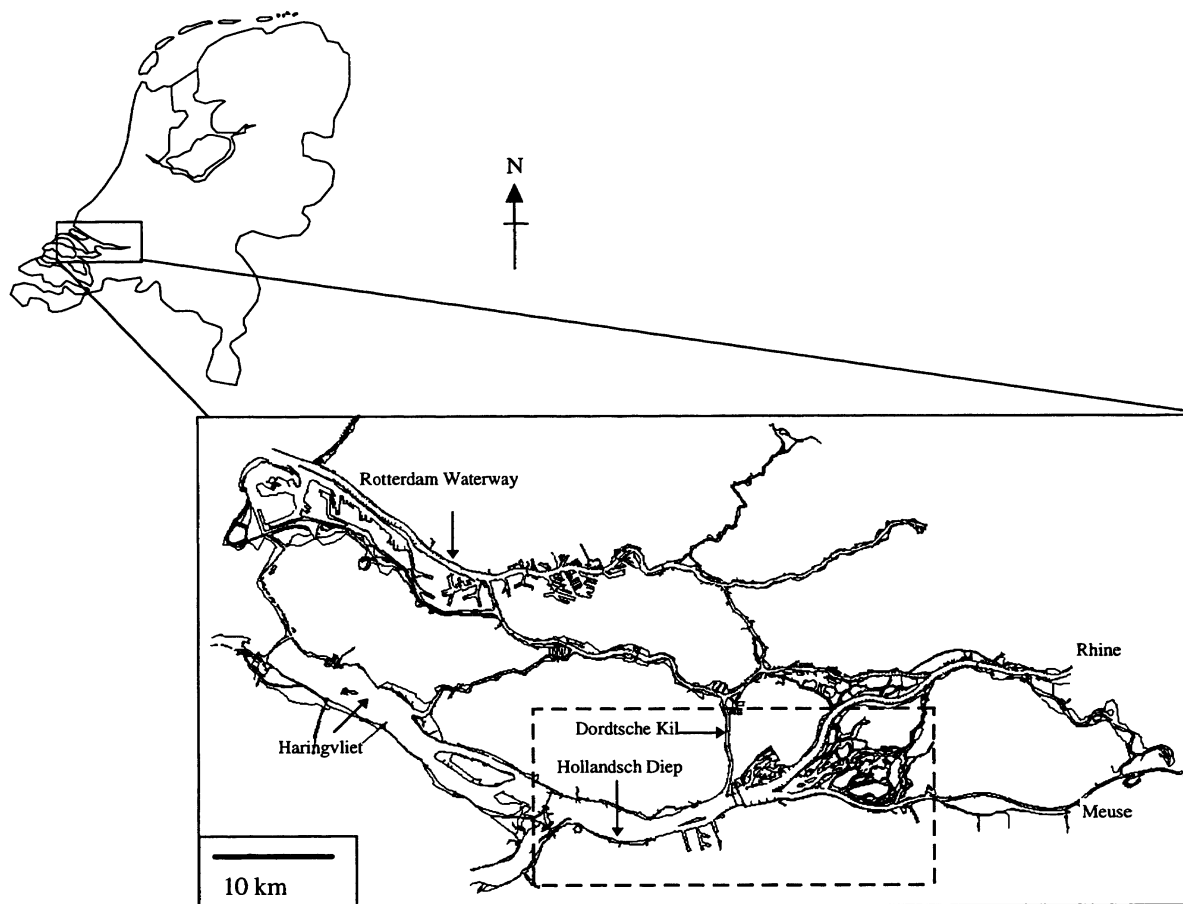 N
Rotterdam Waterway
Rhine
Dordtsche Kil
Haringvliet
Hollandsch Diep
Meuse
10 km